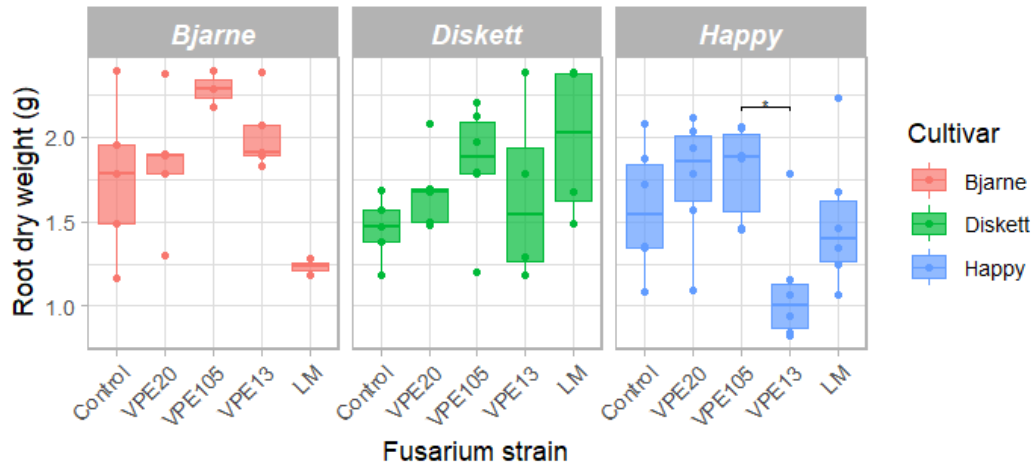 Bjarne
Diskett
Happy
Root dry weight (g)
2.0
1.5
1.0
*
Control
VPE20
VPE105
VPE13
LM
Control
VPE20
VPE105
VPE13
LM
Control
VPE20
VPE105
VPE13
LM
Fusarium strain
Cultivar
Bjarne
Diskett
Happy